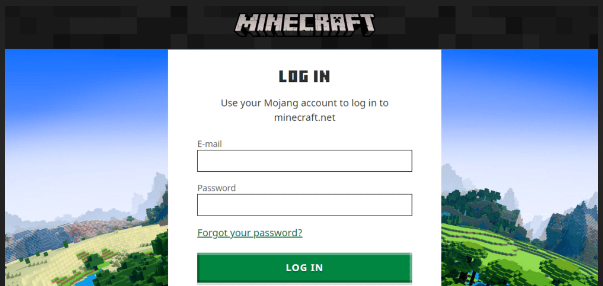 MINECRAFT
LOG IN
Use your Mojang account to log in to
minecraft.net
E-mail
Password
Forgot your password?
LOG IN